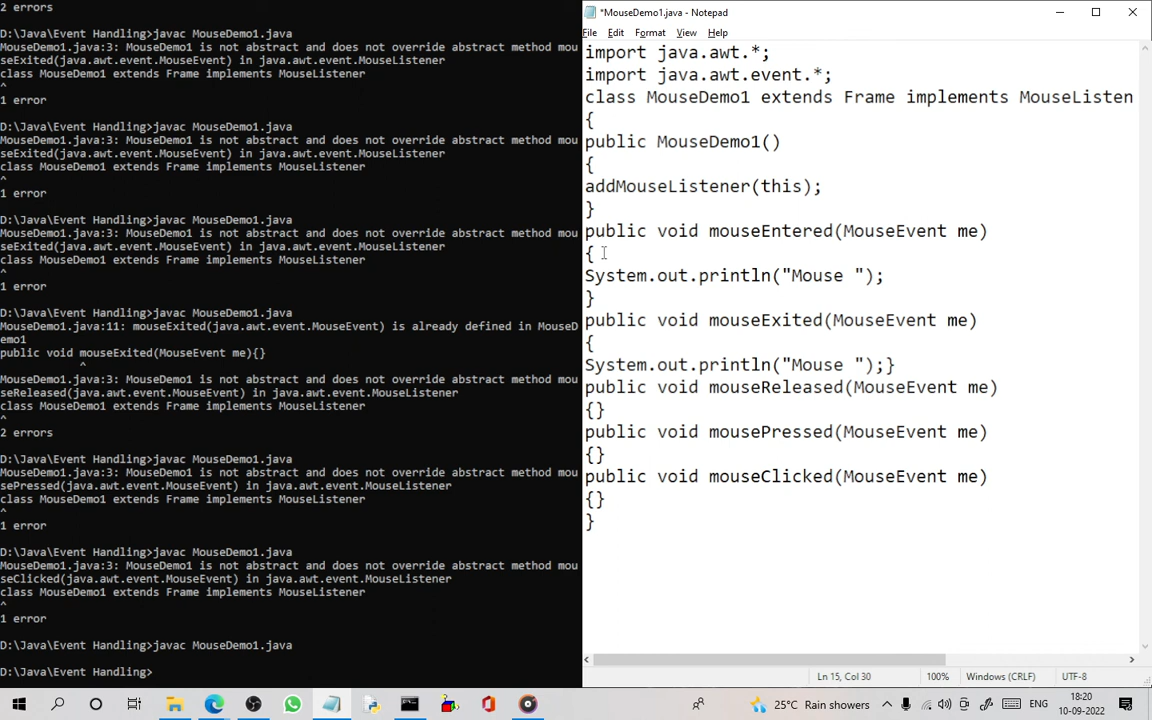 2 errors
D:\Java\Event Handling>javac MouseDemo1.java
MouseDemo1.java:3: MouseDemo1 is not abstract and does not override abstract method mou
seExited(java.awt.event.MouseEvent) in java.awt.event.MouseListener
class MouseDemo1 extends Frame implements MouseListener
^
1 error
D:\Java\Event Handling>javac MouseDemo1.java
MouseDemo1.java:3: MouseDemo1 is not abstract and does not override abstract method mou
seExited(java.awt.event.MouseEvent) in java.awt.event.MouseListener
class MouseDemo1 extends Frame implements MouseListener
^
1 error
D:\Java\Event Handling>javac MouseDemo1.java
MouseDemo1.java:3: MouseDemo1 is not abstract and does not override abstract method mou
seExited(java.awt.event.MouseEvent) in java.awt.event.MouseListener
class MouseDemo1 extends Frame implements MouseListener
^
1 error
D:\Java\Event Handling>javac MouseDemo1.java
MouseDemo1.java:11: mouseExited(java.awt.event.MouseEvent) is already defined in MouseD
emo1
public void mouseExited(MouseEvent me){}
^
MouseDemo1.java:3: MouseDemo1 is not abstract and does not override abstract method mou
seReleased(java.awt.event.MouseEvent) in java.awt.event.MouseListener
class MouseDemo1 extends Frame implements MouseListener
^
2 errors
D:\Java\Event Handling>javac MouseDemo1.java
MouseDemo1.java:3: MouseDemo1 is not abstract and does not override abstract method mou
sePressed(java.awt.event.MouseEvent) in java.awt.event.MouseListener
class MouseDemo1 extends Frame implements MouseListener
^
1 error
D:\Java\Event Handling>javac MouseDemo1.java
MouseDemo1.java:3: MouseDemo1 is not abstract and does not override abstract method mou
seClicked(java.awt.event.MouseEvent) in java.awt.event.MouseListener
class MouseDemo1 extends Frame implements MouseListener
^
1 error
D:\Java\Event Handling>javac MouseDemo1.java
D:\Java\Event Handling>
*MouseDemo1.java - Notepad
File Edit Format View Help
import java.awt.*;
import java.awt.event.*;
class MouseDemo1 extends Frame implements MouseListen
{
public MouseDemo1()
{
addMouseListener(this);
}
public void mouseEntered(MouseEvent me)
{
System.out.println("Mouse ");
}
public void mouseExited(MouseEvent me)
{
System.out.println("Mouse ");}
public void mouseReleased(MouseEvent me)
{}
public void mousePressed(MouseEvent me)
{}
public void mouseClicked(MouseEvent me)
{}
}
Ln 15, Col 30 100% Windows (CRLF) UTF-8
25°C Rain showers ENG 18:20
10-09-2022